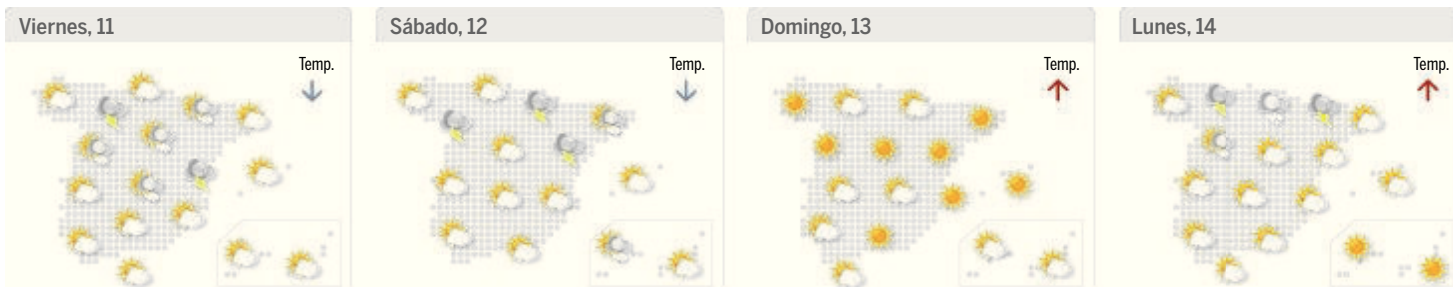 Viernes, 11
Temp.
Sábado, 12
Temp.
Domingo, 13
Temp.
Lunes, 14
Temp.